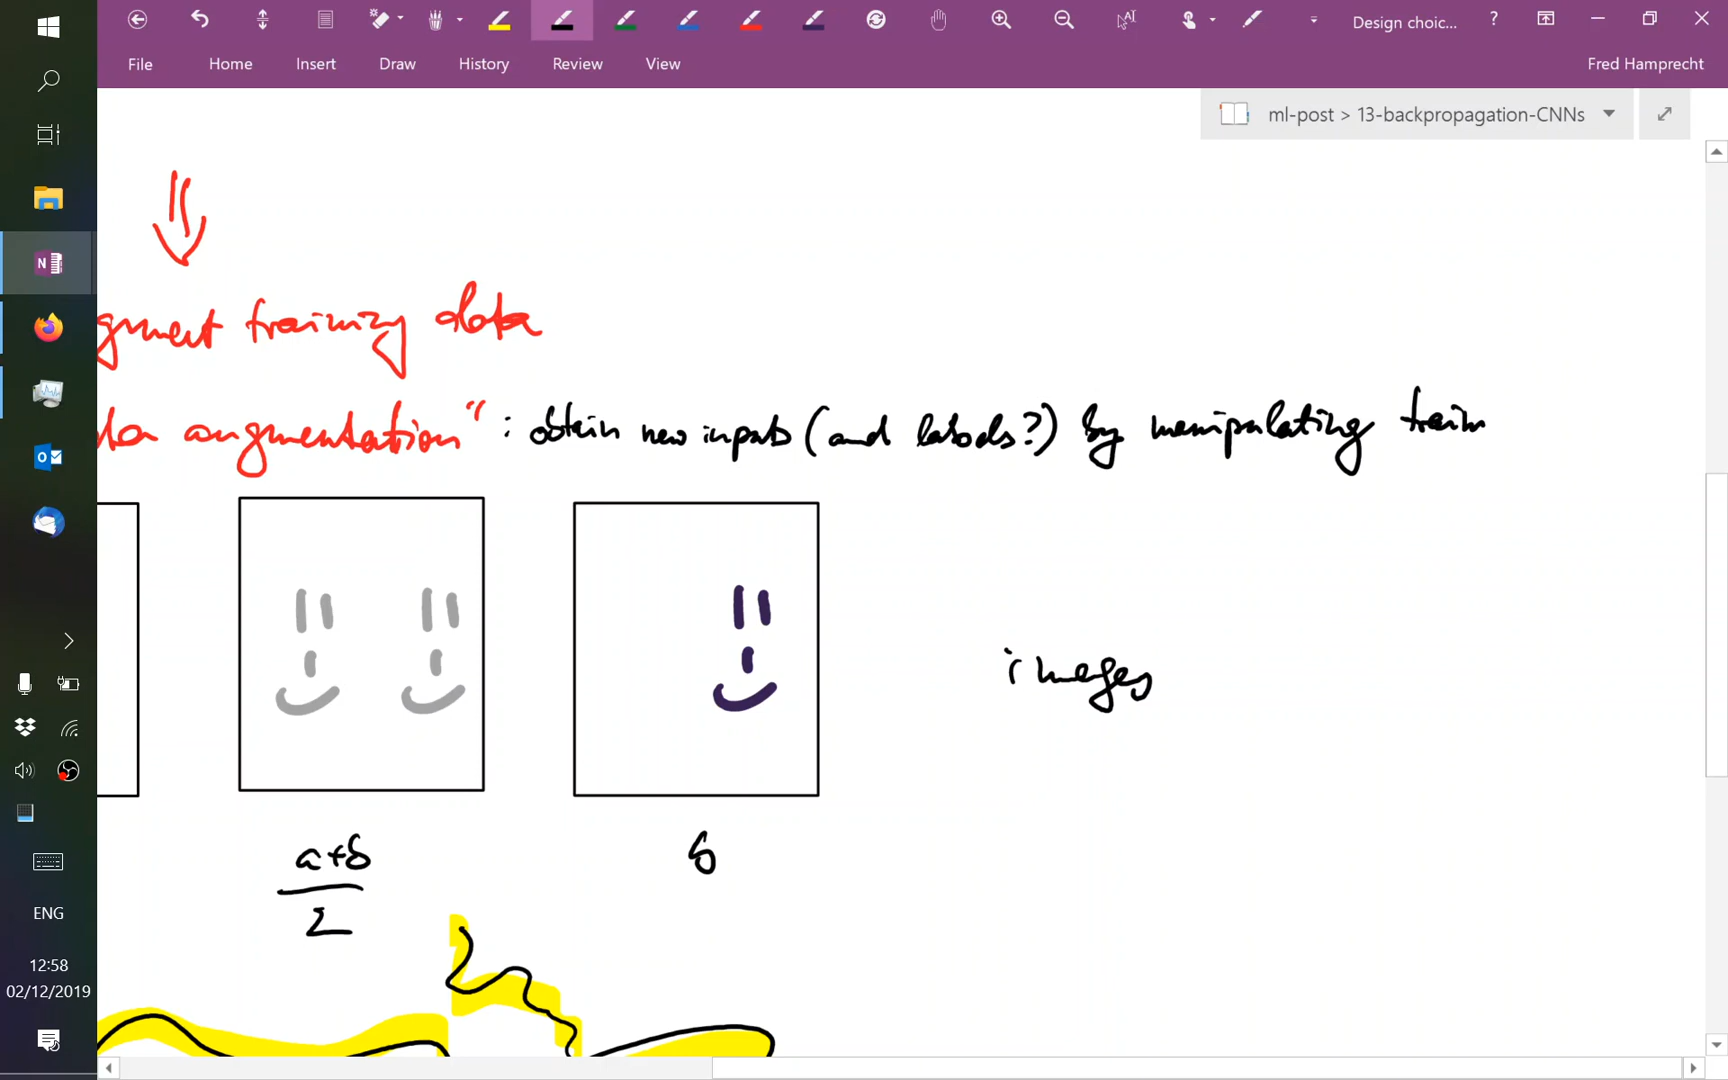 Design choic... ?
File Home Insert Draw History Review View Fred Hamprecht
ml-post > 13-backpropagation-CNNs
gment training data
ta augmentation“ : obtain new inputs (and labels?) by manipulating train
images
a+b
2
b
ENG
12:58
02/12/2019